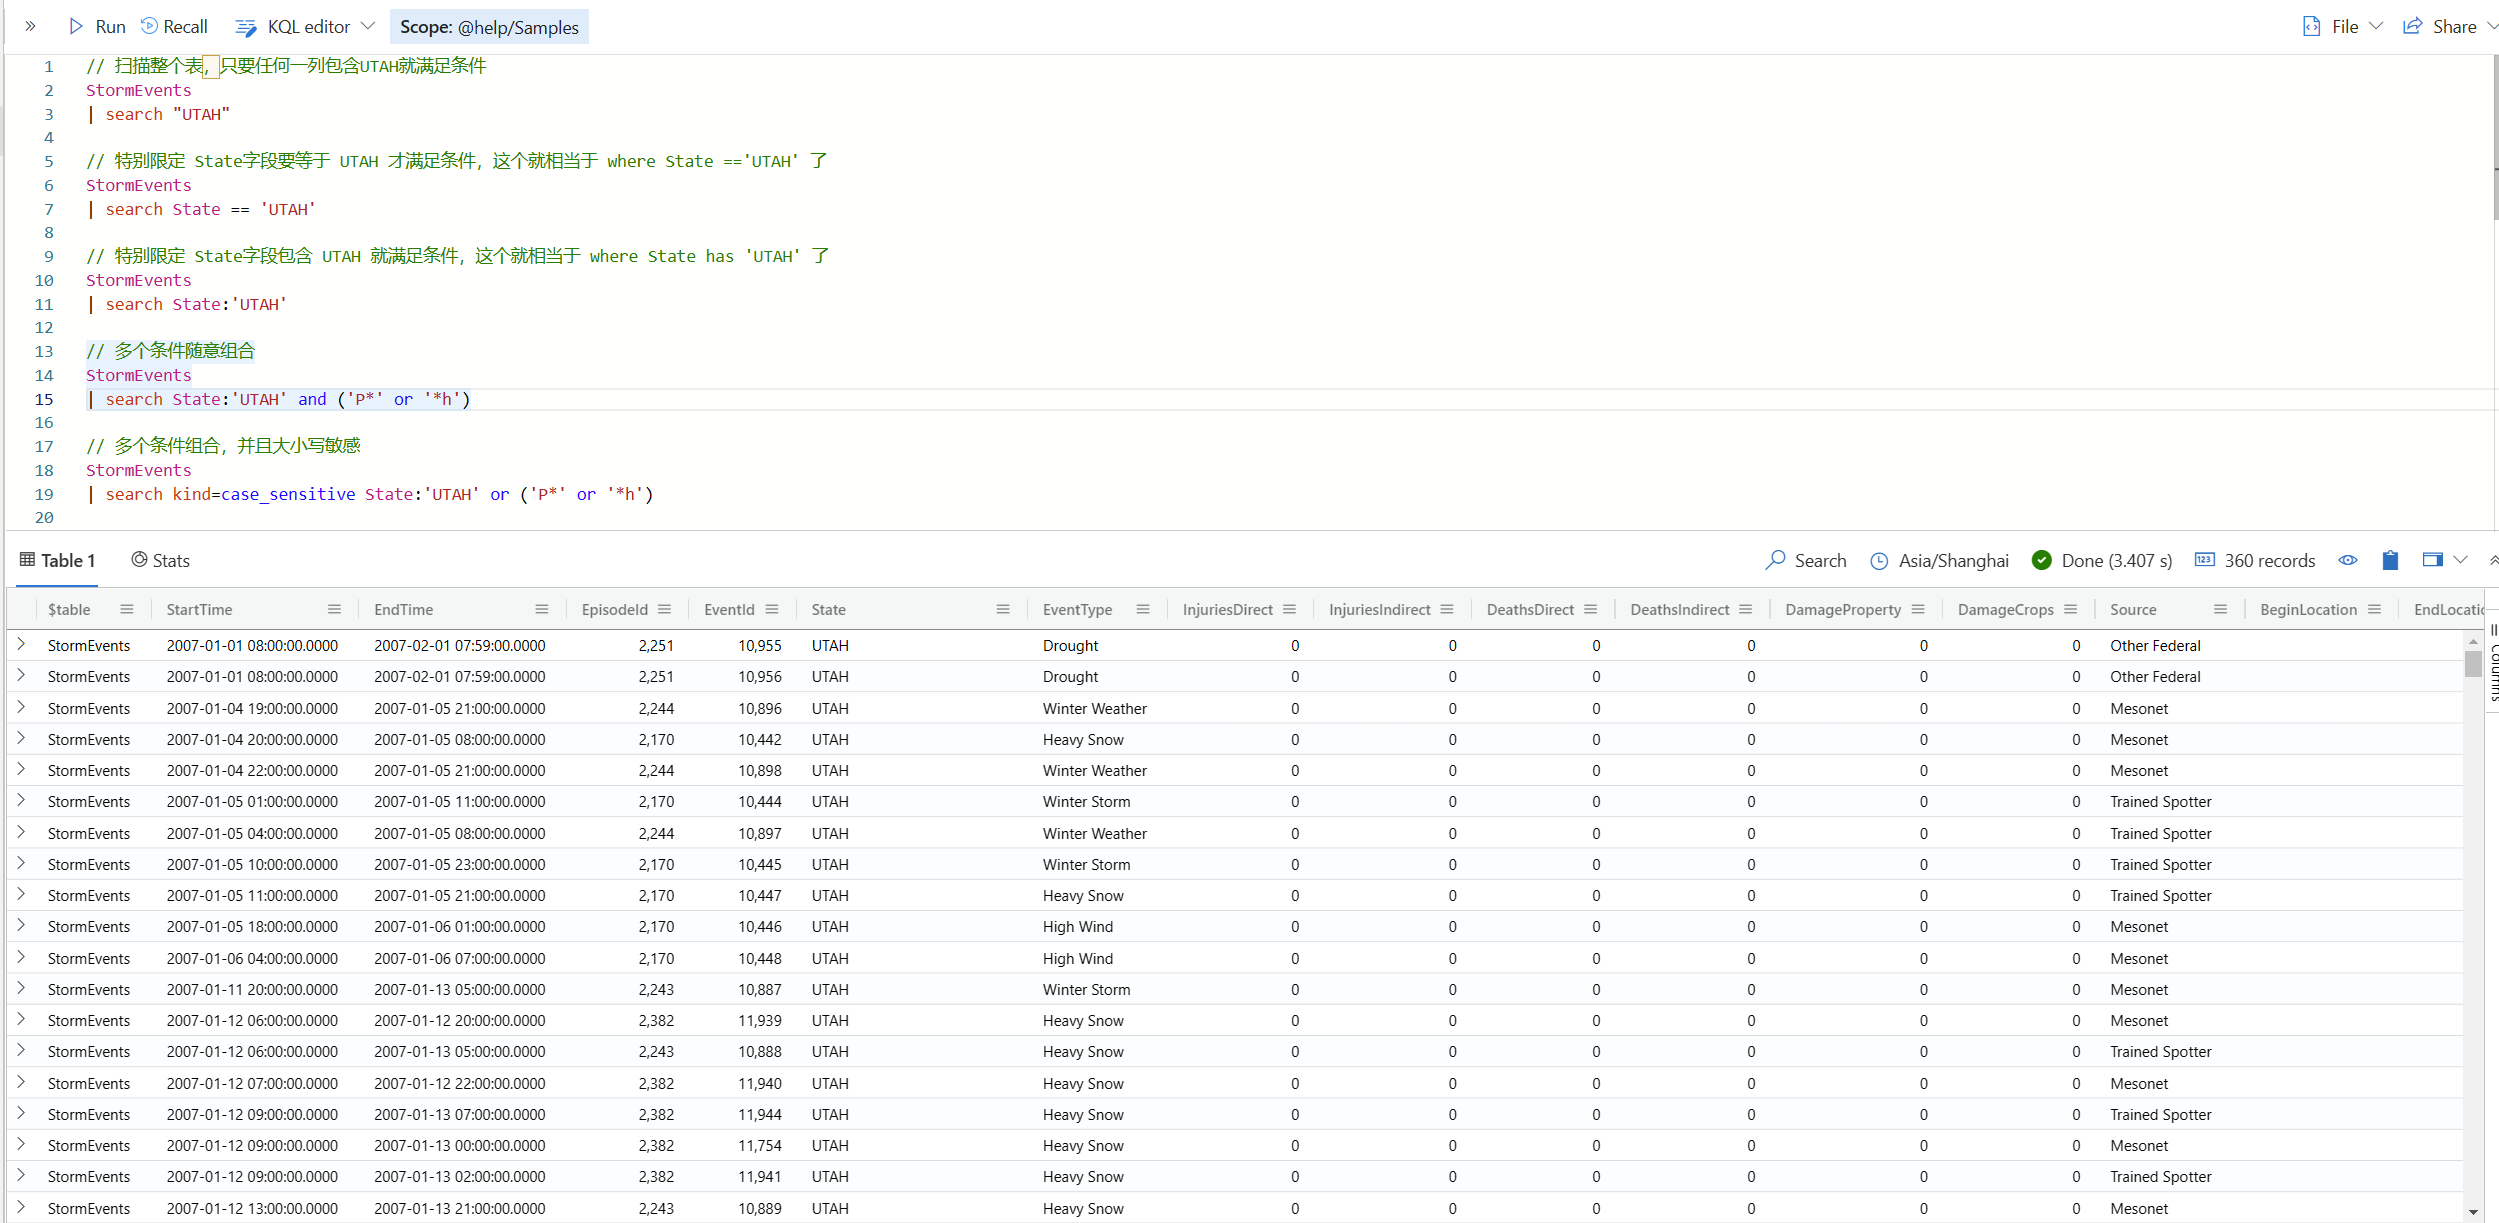 Run Recall KQL editor Scope: @help/Samples File Share
1 // 扫描整个表，只要任何一列包含UTAH就满足条件
2 StormEvents
3 | search "UTAH"
4
5 // 特别限定 State字段要等于 UTAH 才满足条件，这个就相当于 where State =='UTAH' 了
6 StormEvents
7 | search State == 'UTAH'
8
9 // 特别限定 State字段包含 UTAH 就满足条件，这个就相当于 where State has 'UTAH' 了
10 StormEvents
11 | search State:'UTAH'
12
13 // 多个条件随意组合
14 StormEvents
15 | search State:'UTAH' and ('P*' or '*h')
16
17 // 多个条件组合，并且大小写敏感
18 StormEvents
19 | search kind=case_sensitive State:'UTAH' or ('P*' or '*h')
20
Table 1 Stats Search Asia/Shanghai Done (3.407 s) 123 360 records
$table StartTime EndTime EpisodeId EventId State EventType InjuriesDirect InjuriesIndirect DeathsDirect DeathsIndirect DamageProperty DamageCrops Source BeginLocation EndLocatic
StormEvents 2007-01-01 08:00:00.0000 2007-02-01 07:59:00.0000 2,251 10,955 UTAH Drought 0 0 0 0 0 0 Other Federal
StormEvents 2007-01-01 08:00:00.0000 2007-02-01 07:59:00.0000 2,251 10,956 UTAH Drought 0 0 0 0 0 0 Other Federal
StormEvents 2007-01-04 19:00:00.0000 2007-01-05 21:00:00.0000 2,244 10,896 UTAH Winter Weather 0 0 0 0 0 0 Mesonet
StormEvents 2007-01-04 20:00:00.0000 2007-01-05 08:00:00.0000 2,170 10,442 UTAH Heavy Snow 0 0 0 0 0 0 Mesonet
StormEvents 2007-01-04 22:00:00.0000 2007-01-05 21:00:00.0000 2,244 10,898 UTAH Winter Weather 0 0 0 0 0 0 Mesonet
StormEvents 2007-01-05 01:00:00.0000 2007-01-05 11:00:00.0000 2,170 10,444 UTAH Winter Storm 0 0 0 0 0 0 Trained Spotter
StormEvents 2007-01-05 04:00:00.0000 2007-01-05 08:00:00.0000 2,244 10,897 UTAH Winter Weather 0 0 0 0 0 0 Trained Spotter
StormEvents 2007-01-05 10:00:00.0000 2007-01-05 23:00:00.0000 2,170 10,445 UTAH Winter Storm 0 0 0 0 0 0 Trained Spotter
StormEvents 2007-01-05 11:00:00.0000 2007-01-05 21:00:00.0000 2,170 10,447 UTAH Heavy Snow 0 0 0 0 0 0 Trained Spotter
StormEvents 2007-01-05 18:00:00.0000 2007-01-06 01:00:00.0000 2,170 10,446 UTAH High Wind 0 0 0 0 0 0 Mesonet
StormEvents 2007-01-06 04:00:00.0000 2007-01-06 07:00:00.0000 2,170 10,448 UTAH High Wind 0 0 0 0 0 0 Mesonet
StormEvents 2007-01-11 20:00:00.0000 2007-01-13 05:00:00.0000 2,243 10,887 UTAH Winter Storm 0 0 0 0 0 0 Mesonet
StormEvents 2007-01-12 06:00:00.0000 2007-01-12 20:00:00.0000 2,382 11,939 UTAH Heavy Snow 0 0 0 0 0 0 Mesonet
StormEvents 2007-01-12 06:00:00.0000 2007-01-13 05:00:00.0000 2,243 10,888 UTAH Heavy Snow 0 0 0 0 0 0 Trained Spotter
StormEvents 2007-01-12 07:00:00.0000 2007-01-12 22:00:00.0000 2,382 11,940 UTAH Heavy Snow 0 0 0 0 0 0 Mesonet
StormEvents 2007-01-12 09:00:00.0000 2007-01-13 07:00:00.0000 2,382 11,944 UTAH Heavy Snow 0 0 0 0 0 0 Trained Spotter
StormEvents 2007-01-12 09:00:00.0000 2007-01-13 00:00:00.0000 2,382 11,754 UTAH Heavy Snow 0 0 0 0 0 0 Mesonet
StormEvents 2007-01-12 09:00:00.0000 2007-01-13 02:00:00.0000 2,382 11,941 UTAH Heavy Snow 0 0 0 0 0 0 Trained Spotter
StormEvents 2007-01-12 13:00:00.0000 2007-01-13 21:00:00.0000 2,243 10,889 UTAH Heavy Snow 0 0 0 0 0 0 Mesonet
Columns